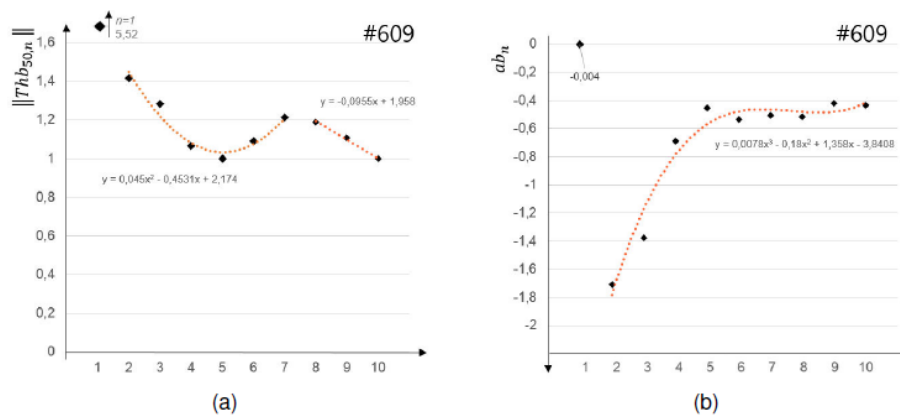 n=1
5,52
#609
‖Thb₅₀,ₙ‖
1,6
1,4
1,2
1
0,8
0,6
0,4
0,2
0
y = -0,0955x + 1,958
y = 0,045x² - 0,4531x + 2,174
1 2 3 4 5 6 7 8 9 10
(a)
#609
abₙ
0
-0,2
-0,4
-0,6
-0,8
-1
-1,2
-1,4
-1,6
-1,8
-2
-0,004
y = 0,0078x³ - 0,18x² + 1,358x - 3,8408
1 2 3 4 5 6 7 8 9 10
(b)